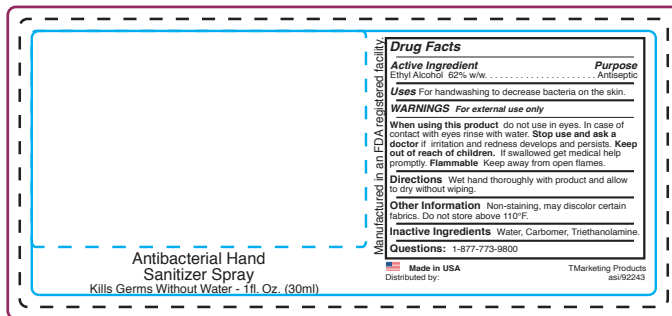 Antibacterial Hand
Sanitizer Spray
Kills Germs Without Water - 1fl. Oz. (30ml)
Manufactured in an FDA registered facility.
Drug Facts
Active Ingredient Purpose
Ethyl Alcohol 62% w/w. . . . . . . . . . . . . . . . . . . . . . Antiseptic
Uses For handwashing to decrease bacteria on the skin.
WARNINGS For external use only
When using this product do not use in eyes. In case of
contact with eyes rinse with water. Stop use and ask a
doctor if irritation and redness develops and persists. Keep
out of reach of children. If swallowed get medical help
promptly. Flammable Keep away from open flames.
Directions Wet hand thoroughly with product and allow
to dry without wiping.
Other Information Non-staining, may discolor certain
fabrics. Do not store above 110°F.
Inactive Ingredients Water, Carbomer, Triethanolamine.
Questions: 1-877-773-9800
Made in USA TMarketing Products
Distributed by: asi/92243